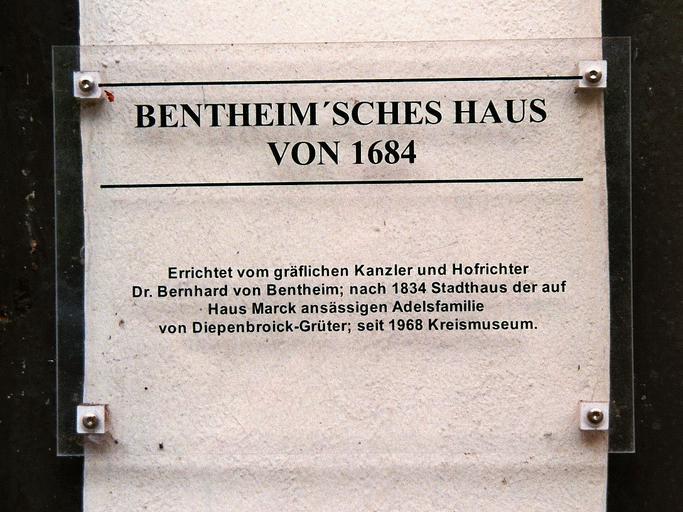 BENTHEIM´SCHES HAUS
VON 1684
Errichtet vom gräflichen Kanzler und Hofrichter
Dr. Bernhard von Bentheim; nach 1834 Stadthaus der auf
Haus Marck ansässigen Adelsfamilie
von Diepenbroick-Grüter; seit 1968 Kreismuseum.